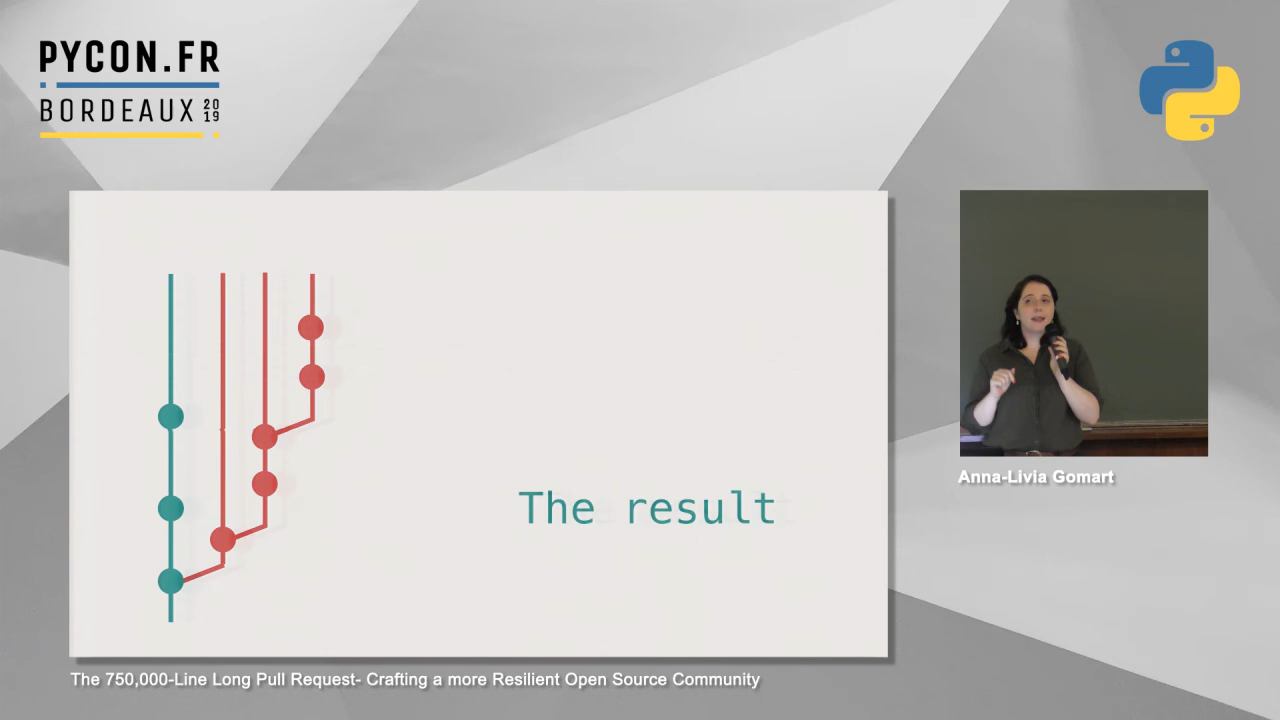 PYCON.FR
BORDEAUX 2019
The result
Anna-Livia Gomart
The 750,000-Line Long Pull Request- Crafting a more Resilient Open Source Community